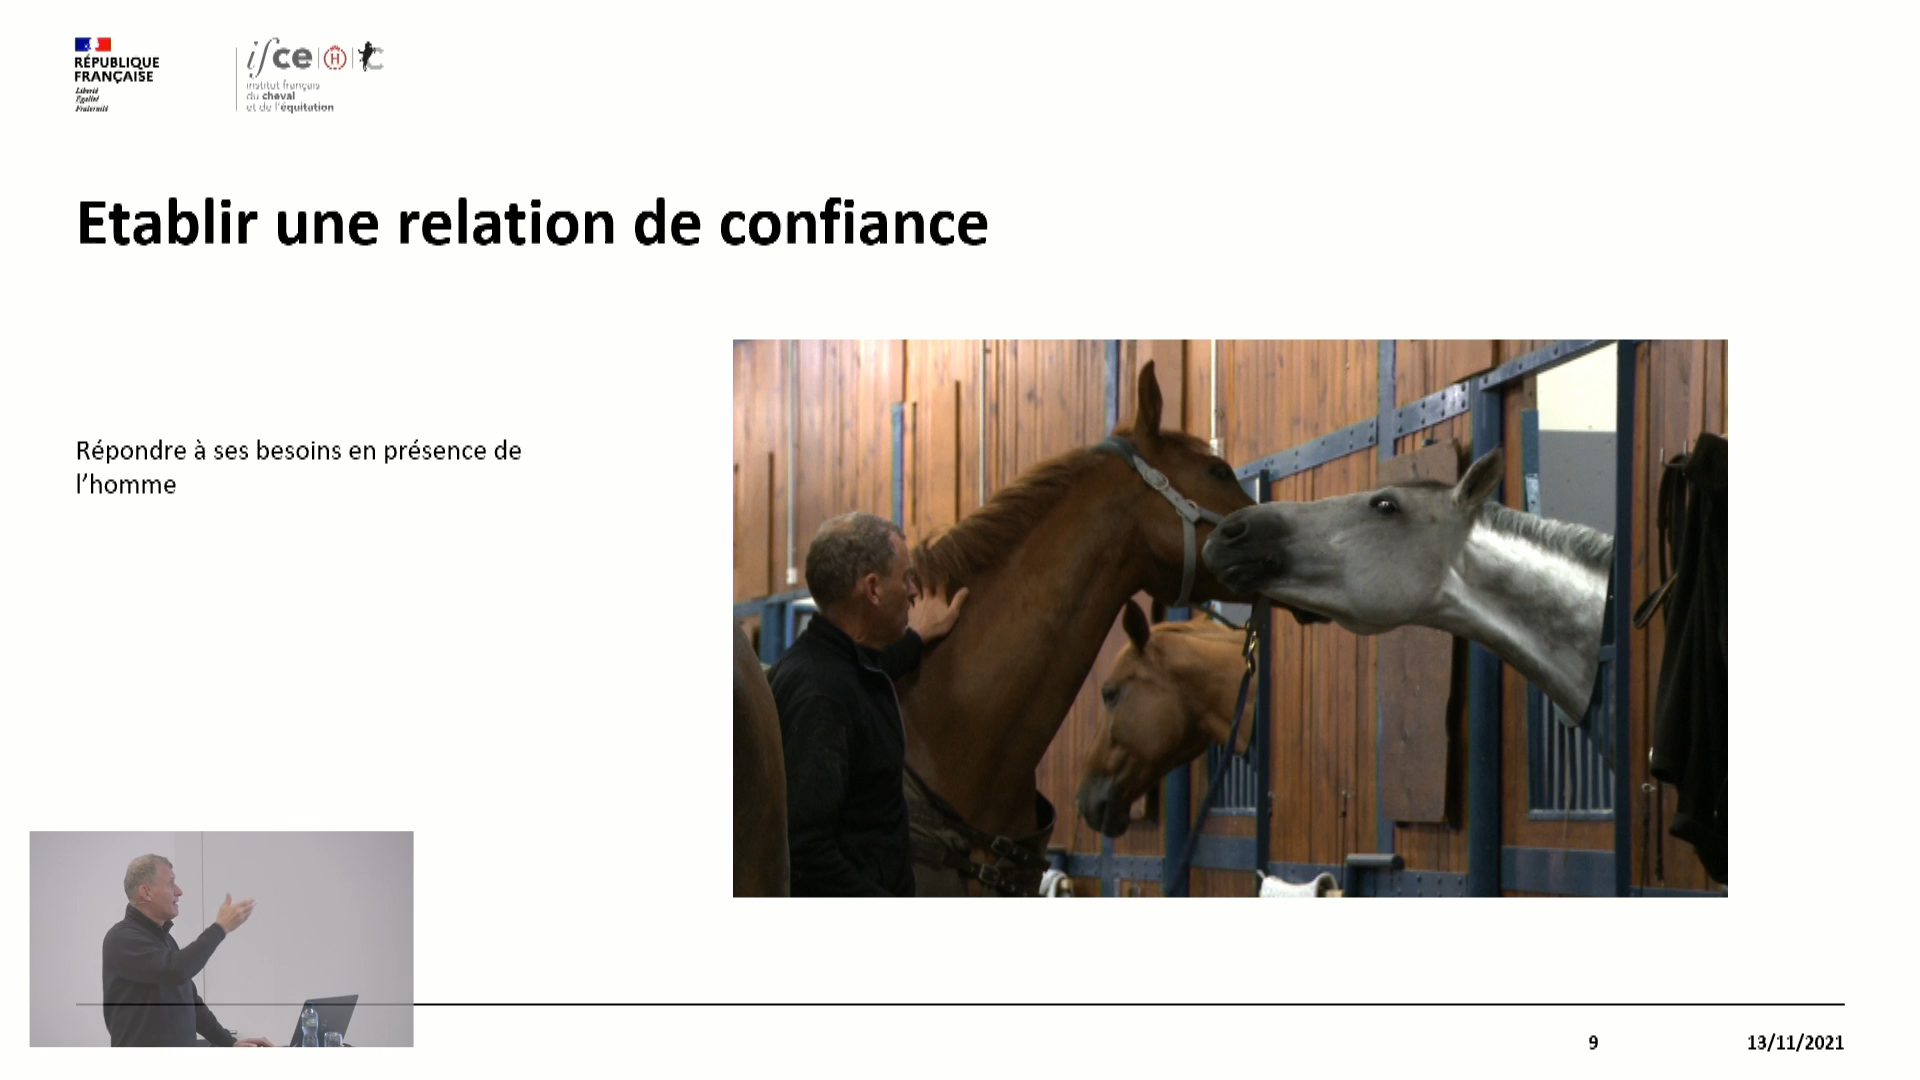 RÉPUBLIQUE
FRANÇAISE
Liberté
Égalité
Fraternité
ifce
H
institut français
du cheval
et de l'équitation
Etablir une relation de confiance
Répondre à ses besoins en présence de
l’homme
9
13/11/2021